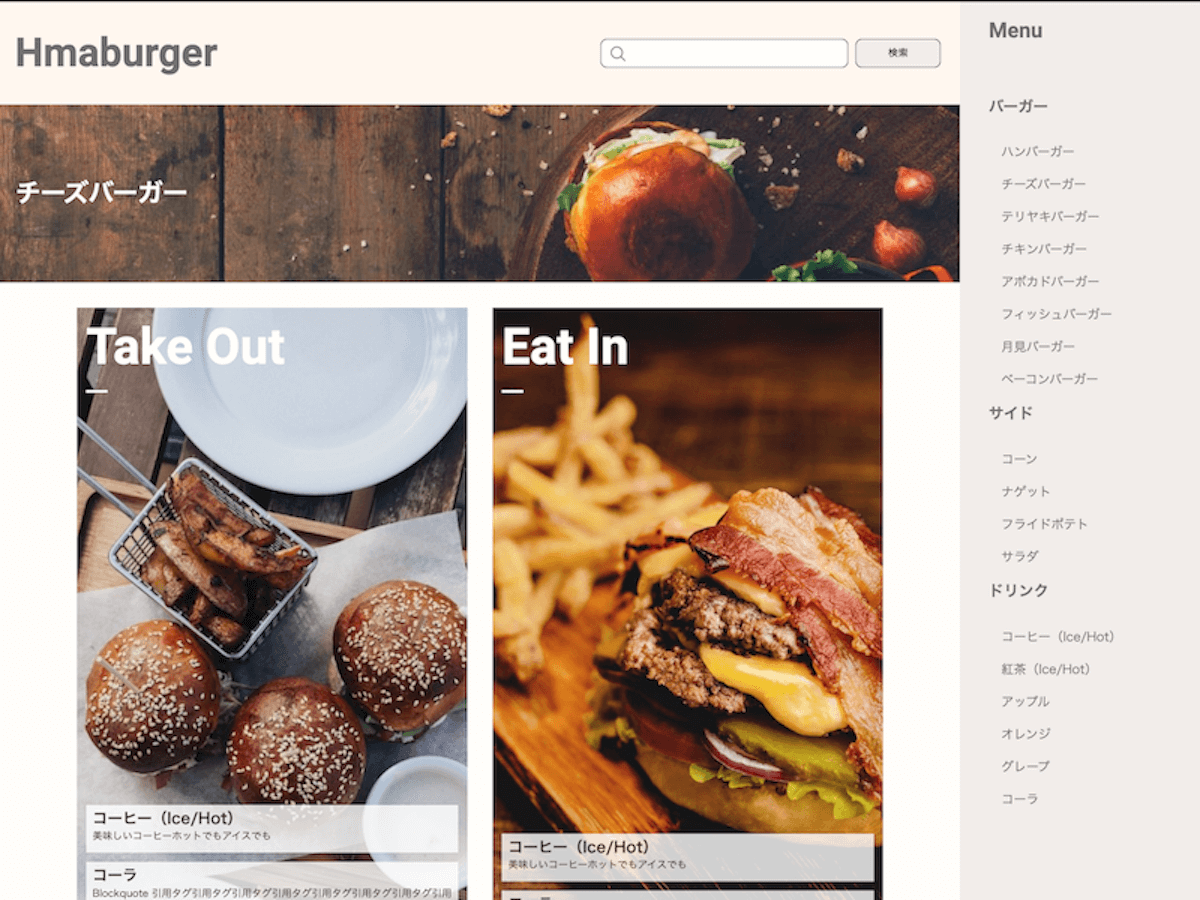 Hmaburger
検索
チーズバーガー
Take Out
コーヒー（Ice/Hot）
美味しいコーヒーホットでもアイスでも
コーラ
Blockquote 引用タグ引用タグ引用タグ引用タグ引用タグ引用タグ引用タグ引用
Eat In
コーヒー（Ice/Hot）
美味しいコーヒーホットでもアイスでも
Menu
バーガー
ハンバーガー
チーズバーガー
テリヤキバーガー
チキンバーガー
アボカドバーガー
フィッシュバーガー
月見バーガー
ベーコンバーガー
サイド
コーン
ナゲット
フライドポテト
サラダ
ドリンク
コーヒー（Ice/Hot）
紅茶（Ice/Hot）
アップル
オレンジ
グレープ
コーラ